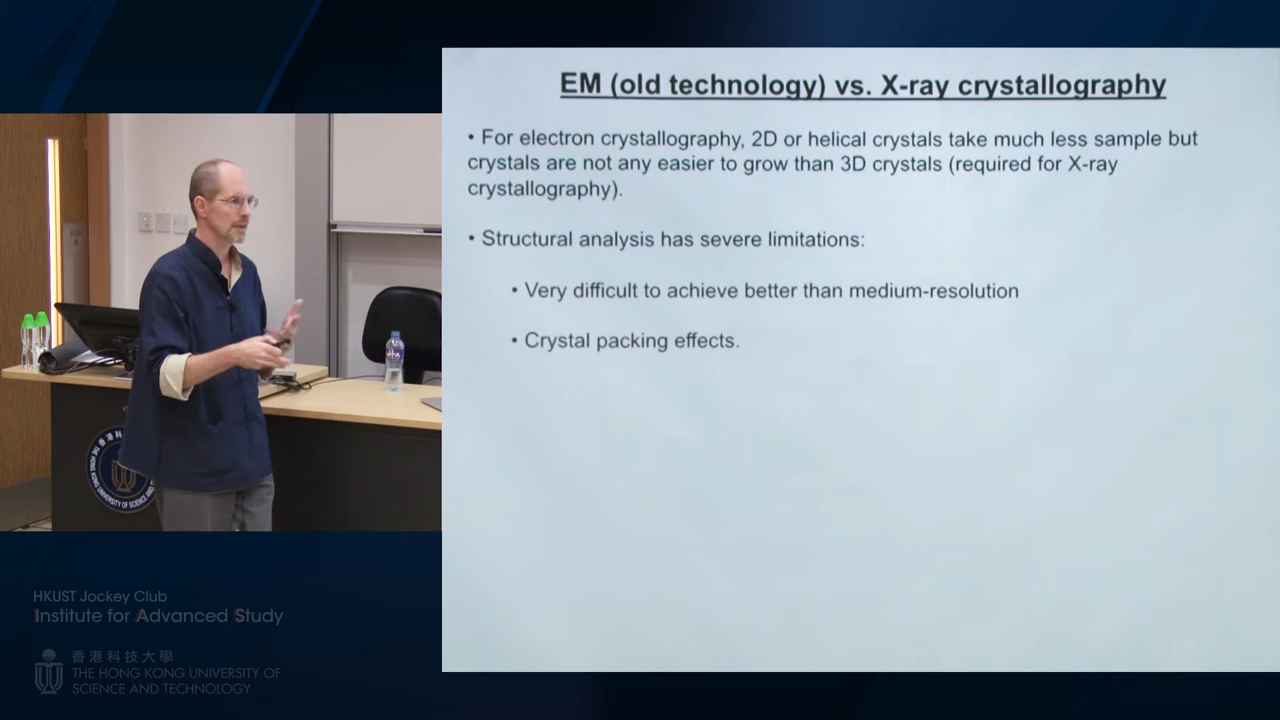 EM (old technology) vs. X-ray crystallography
• For electron crystallography, 2D or helical crystals take much less sample but
crystals are not any easier to grow than 3D crystals (required for X-ray
crystallography).
• Structural analysis has severe limitations:
• Very difficult to achieve better than medium-resolution
• Crystal packing effects.
HKUST Jockey Club
Institute for Advanced Study
香港科技大學
THE HONG KONG UNIVERSITY OF
SCIENCE AND TECHNOLOGY